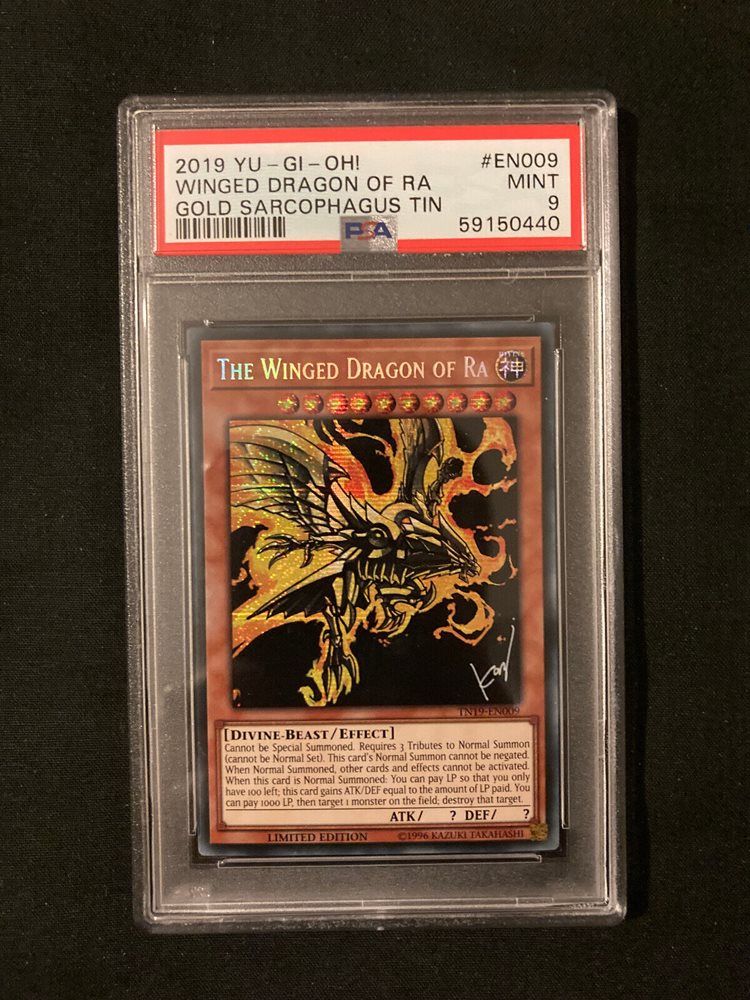 2019 YU-GI-OH! #EN009
WINGED DRAGON OF RA MINT
GOLD SARCOPHAGUS TIN 9
PSA 59150440
THE WINGED DRAGON OF RA
DIVINE
神
Kazuki
TN19-EN009
[DIVINE-BEAST/EFFECT]
Cannot be Special Summoned. Requires 3 Tributes to Normal Summon
(cannot be Normal Set). This card's Normal Summon cannot be negated.
When Normal Summoned, other cards and effects cannot be activated.
When this card is Normal Summoned: You can pay LP so that you only
have 100 left; this card gains ATK/DEF equal to the amount of LP paid. You
can pay 1000 LP, then target 1 monster on the field; destroy that target.
ATK/ ? DEF/ ?
LIMITED EDITION ©1996 KAZUKI TAKAHASHI